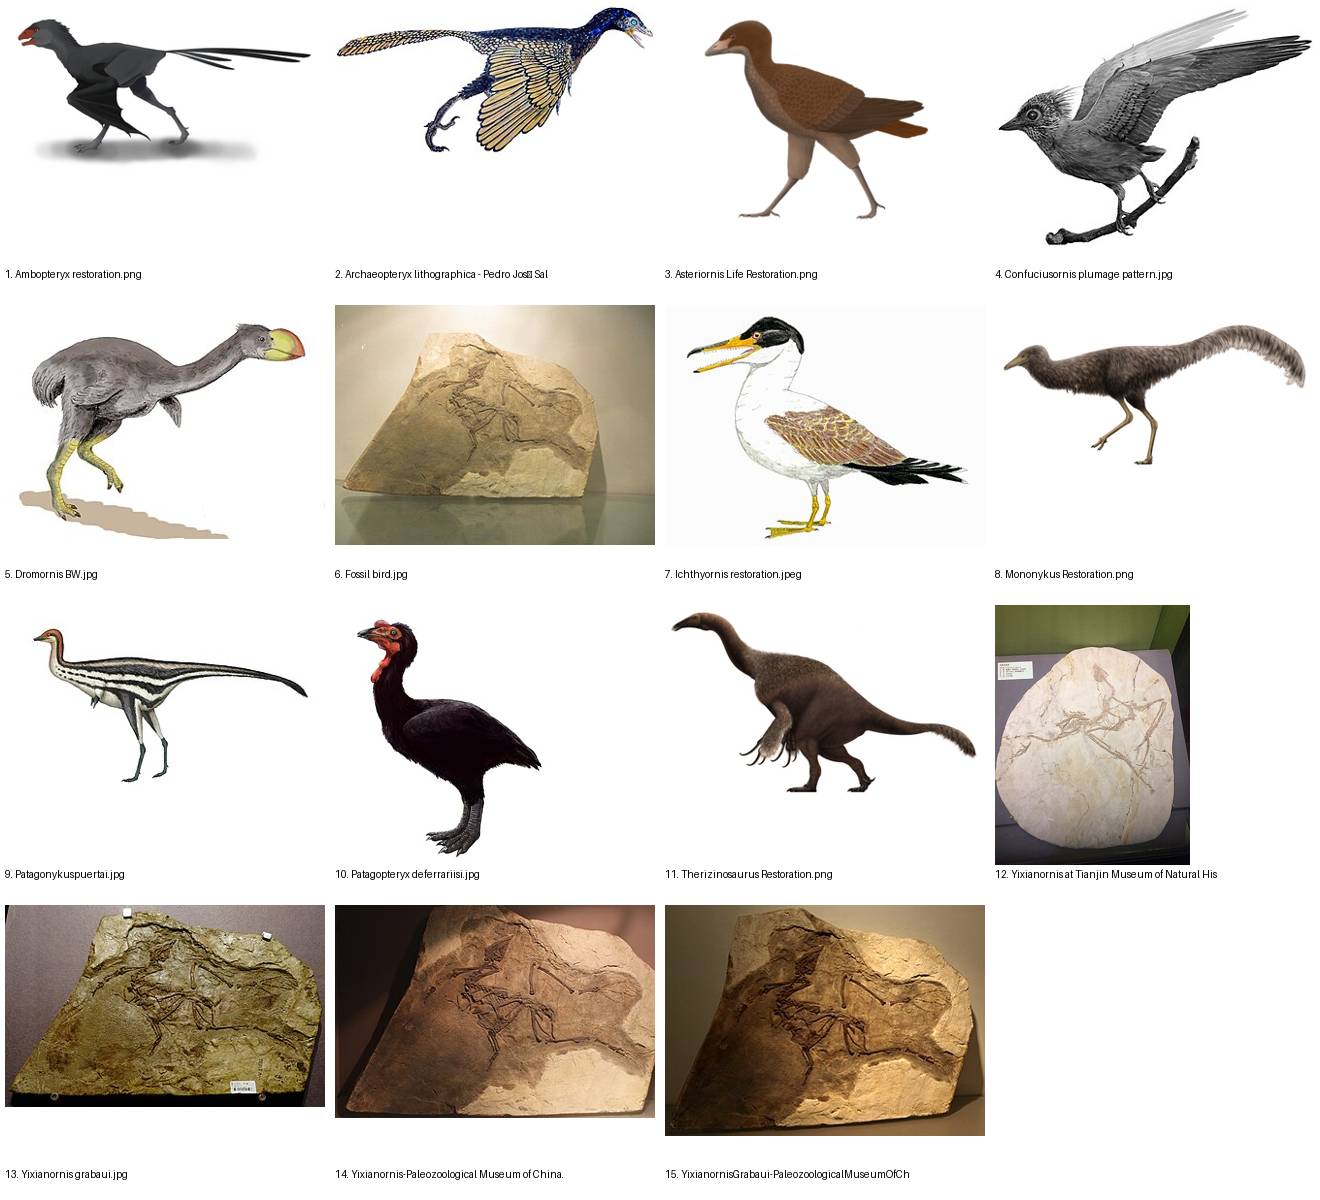 1. Ambopteryx restoration.png
2. Archaeopteryx lithographica - Pedro Jos Sal
3. Asteriornis Life Restoration.png
4. Confuciusornis plumage pattern.jpg
5. Dromornis BW.jpg
6. Fossil bird.jpg
7. Ichthyornis restoration.jpeg
8. Mononykus Restoration.png
9. Patagonykuspuertai.jpg
10. Patagopteryx deferrariisi.jpg
11. Therizinosaurus Restoration.png
12. Yixianornis at Tianjin Museum of Natural His
13. Yixianornis grabaui.jpg
14. Yixianornis-Paleozoological Museum of China.
15. YixianornisGrabaui-PaleozoologicalMuseumOfCh